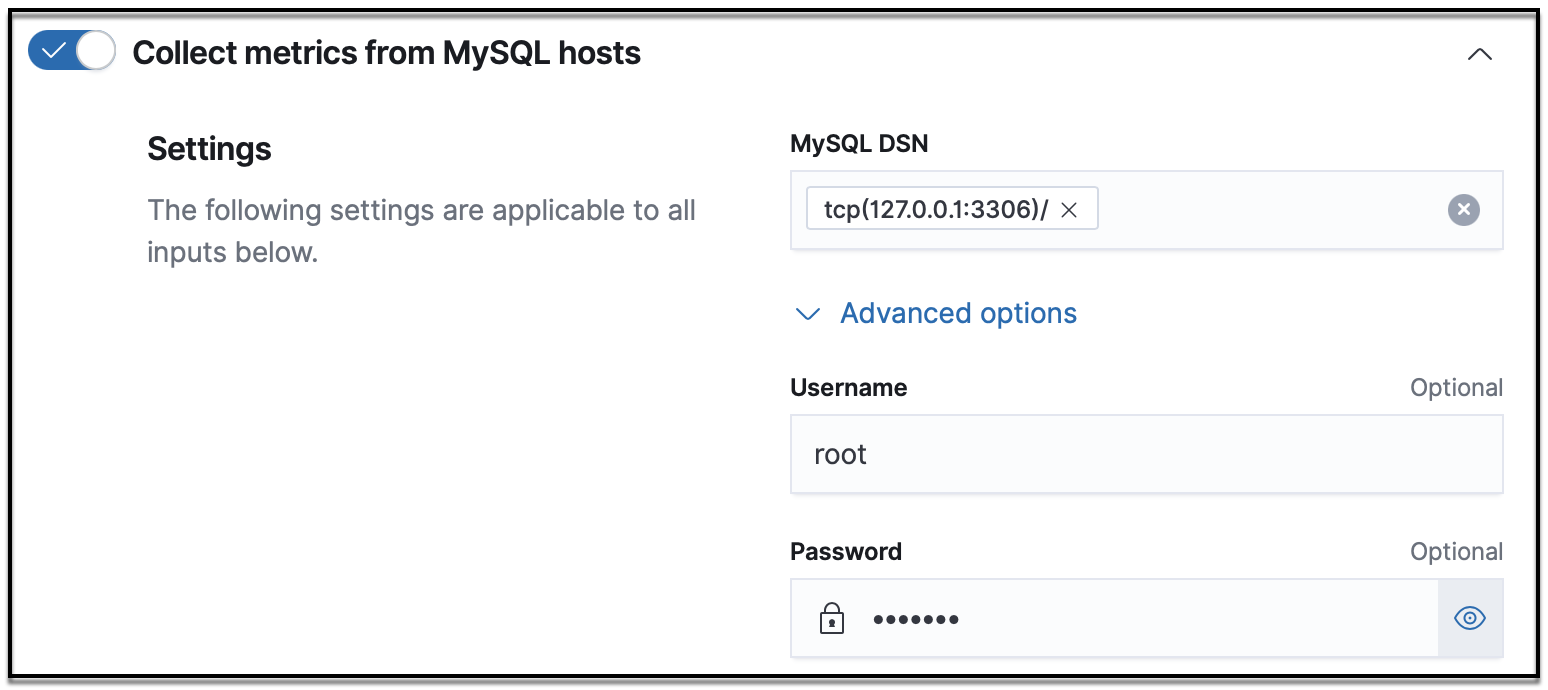 Collect metrics from MySQL hosts
Settings
The following settings are applicable to all
inputs below.
MySQL DSN
tcp(127.0.0.1:3306)/
Advanced options
Username
Optional
root
Password
Optional
•••••••